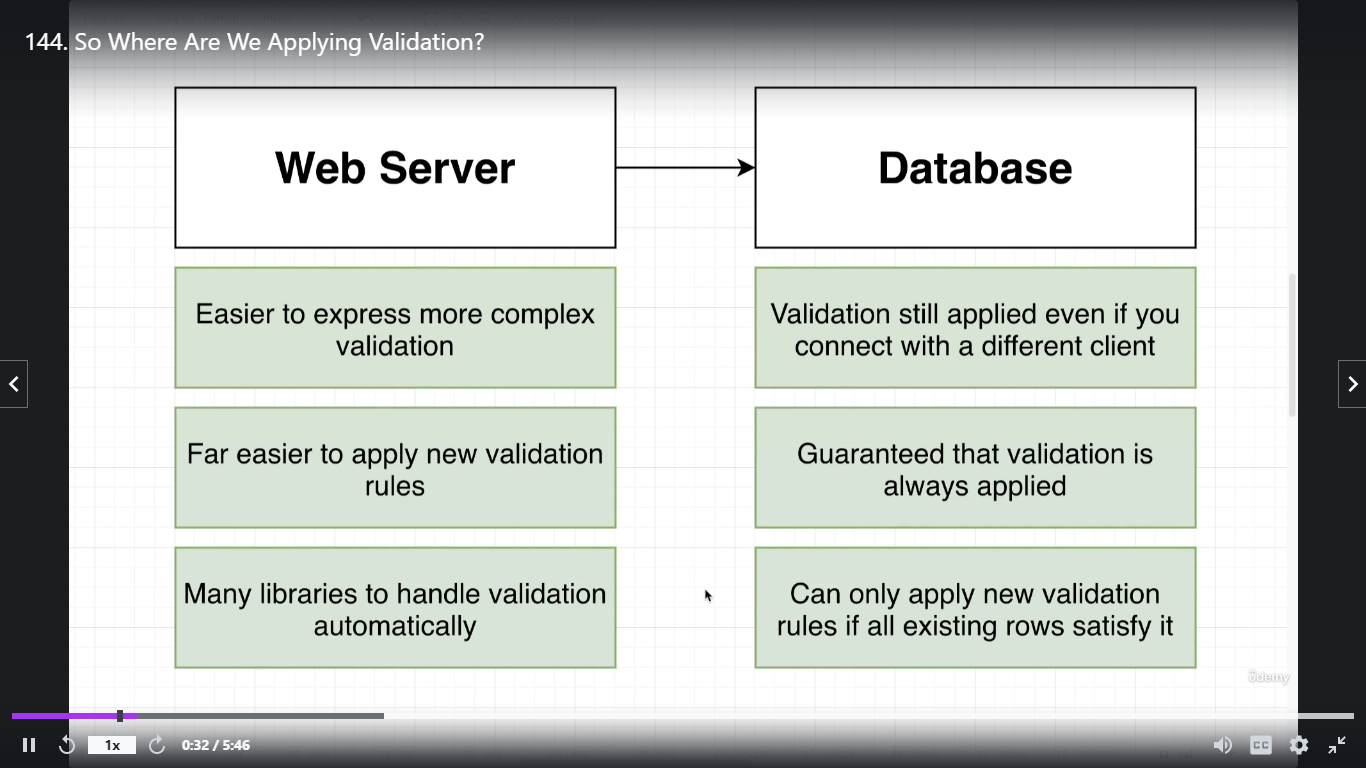 144. So Where Are We Applying Validation?
Web Server
Database
Easier to express more complex
validation
Validation still applied even if you
connect with a different client
Far easier to apply new validation
rules
Guaranteed that validation is
always applied
Many libraries to handle validation
automatically
Can only apply new validation
rules if all existing rows satisfy it
ûdemy
1x
0:32 / 5:46
CC